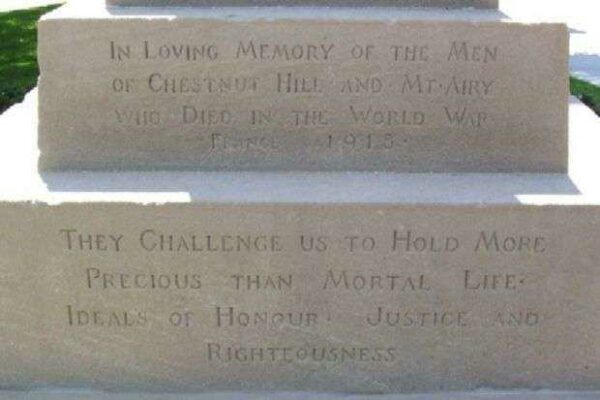 In Loving Memory of the Men
of Chestnut Hill and Mt·Airy
who Died in the World War
France · 1918 ·
They Challenge us to Hold More
Precious than Mortal Life·
Ideals of Honour· Justice and
Righteousness